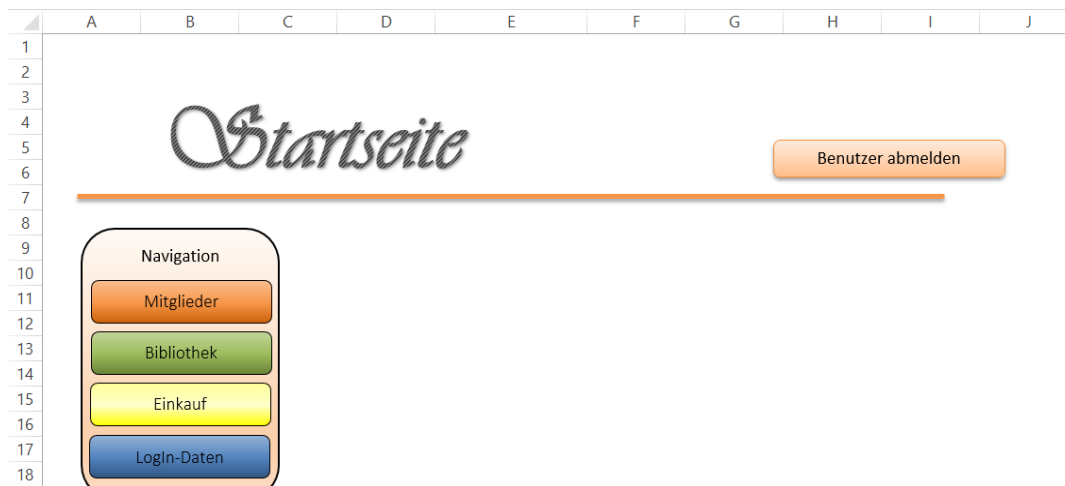 A B C D E F G H I J
1
2
3
4
Startseite
5
Benutzer abmelden
6
7
8
9
Navigation
10
11
Mitglieder
12
13
Bibliothek
14
15
Einkauf
16
17
LogIn-Daten
18